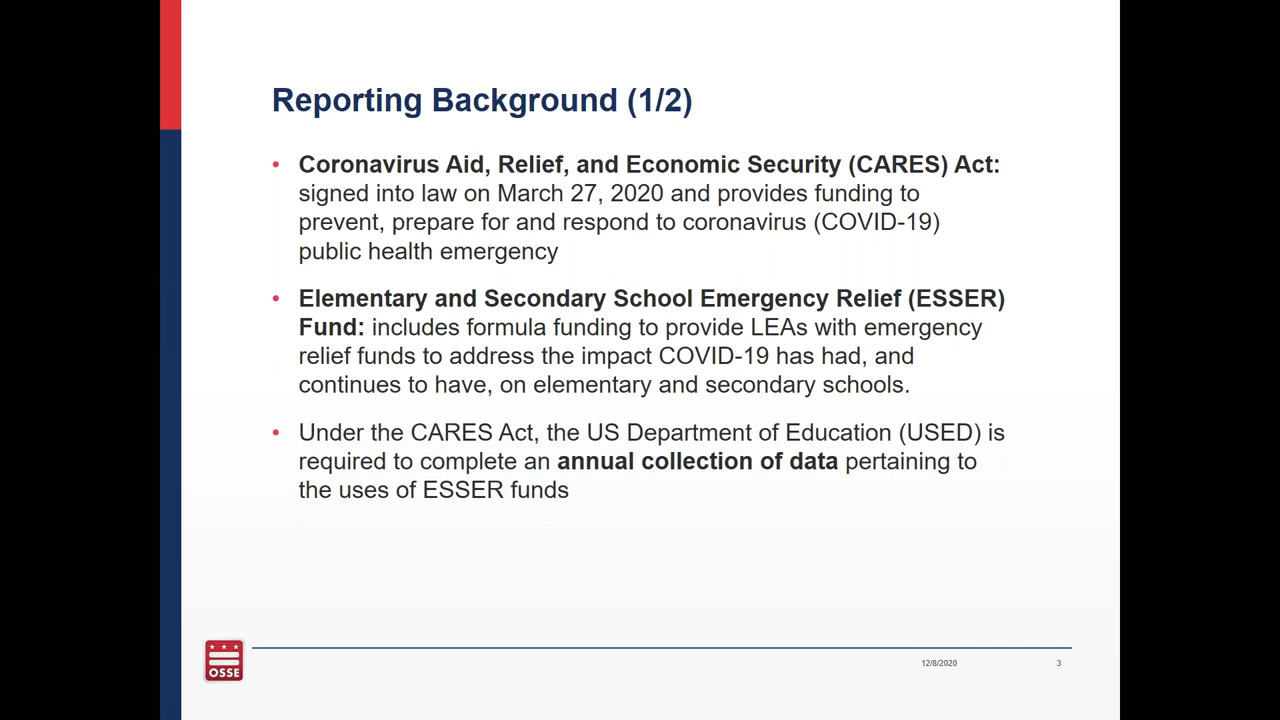 Reporting Background (1/2)
• Coronavirus Aid, Relief, and Economic Security (CARES) Act:
signed into law on March 27, 2020 and provides funding to
prevent, prepare for and respond to coronavirus (COVID-19)
public health emergency
• Elementary and Secondary School Emergency Relief (ESSER)
Fund: includes formula funding to provide LEAs with emergency
relief funds to address the impact COVID-19 has had, and
continues to have, on elementary and secondary schools.
• Under the CARES Act, the US Department of Education (USED) is
required to complete an annual collection of data pertaining to
the uses of ESSER funds
OSSE
12/8/2020
3